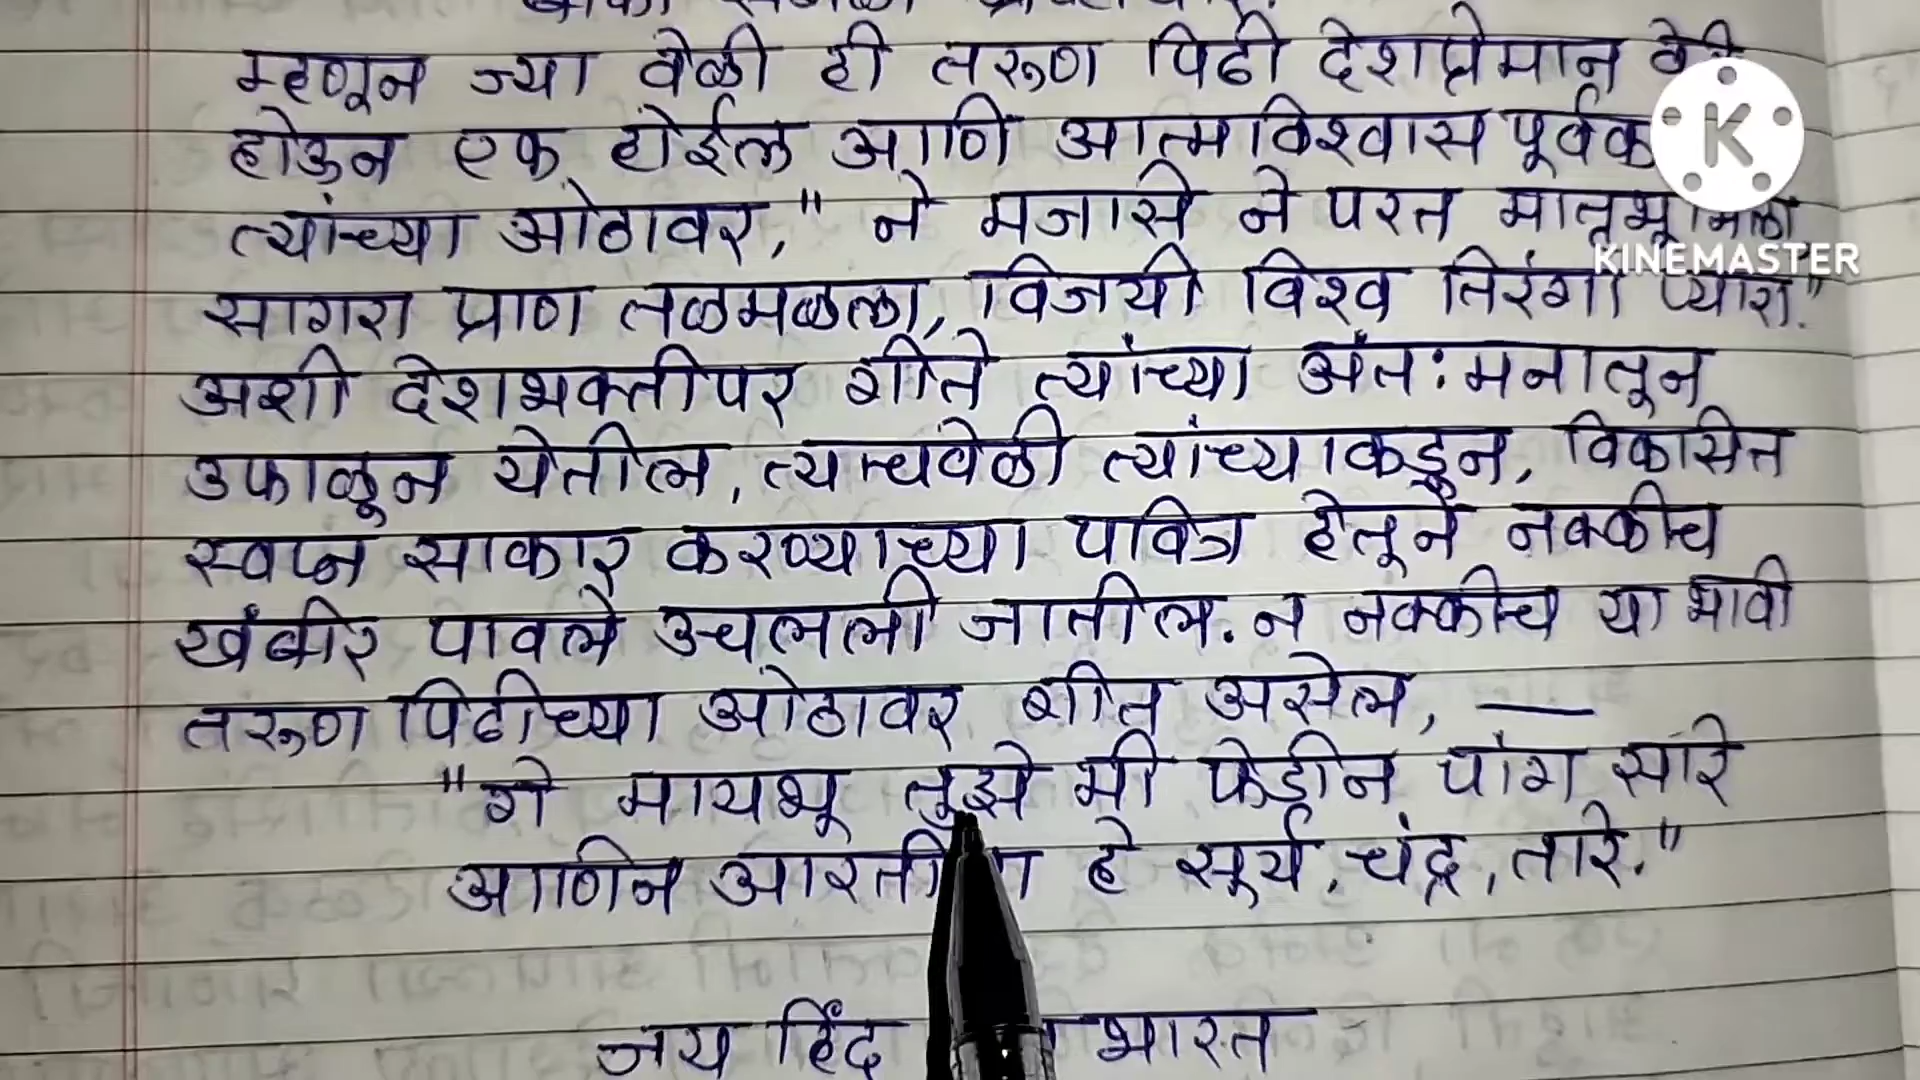 म्हणून ज्या वेळी ही तरूण पिढी देशप्रेमान
होऊन एक होईल आणि आत्मविश्वास पूर्वक
त्यांच्या ओठावर," ने मजसि ने परत मातृभूमिला
सागरा प्राण तळमळला, विजयी विश्व तिरंगा प्यारा."
अशी देशभक्तीपर गीते त्यांच्या अंत:मनातून
उफाळून येतील, त्याचवेळी त्यांच्याकडून, विकासित
स्वप्न साकार करण्याच्या पवित्र हेतूने नक्कीच
खंबीर पावले उचलली जातील. न नक्कीच या भावी
तरूण पिढीच्या ओठावर गीत असेल, —
"गे मायभू तुझे मी फेडीन पांग सारे
आणिन आरती हे सूर्य, चंद्र, तारे."
जय हिंद भारत
KINEMASTER